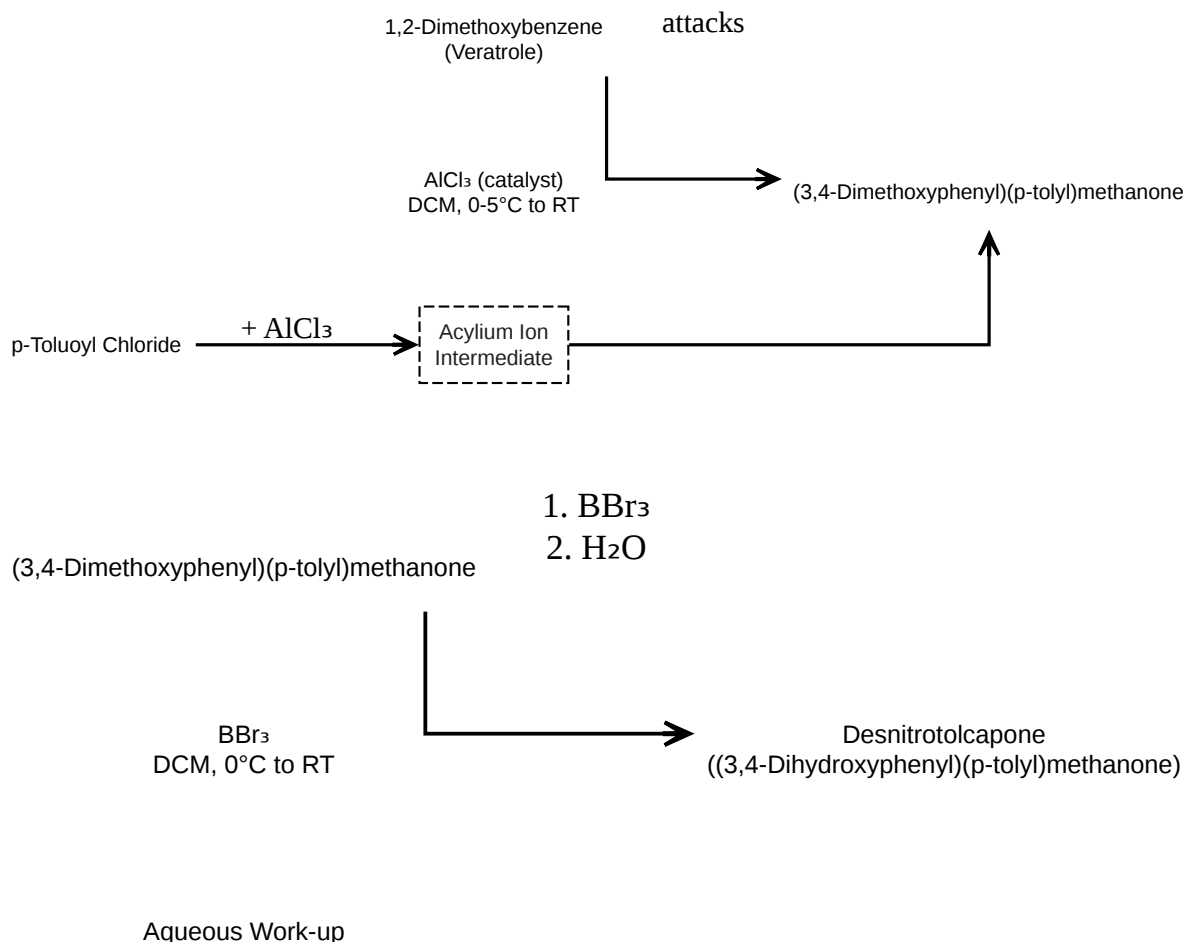 1,2-Dimethoxybenzene
(Veratrole)
attacks
AlCl₃ (catalyst)
DCM, 0-5°C to RT
(3,4-Dimethoxyphenyl)(p-tolyl)methanone
p-Toluoyl Chloride
+ AlCl₃
Acylium Ion
Intermediate
1. BBr₃
2. H₂O
(3,4-Dimethoxyphenyl)(p-tolyl)methanone
BBr₃
DCM, 0°C to RT
Desnitrotolcapone
((3,4-Dihydroxyphenyl)(p-tolyl)methanone)
Aqueous Work-up